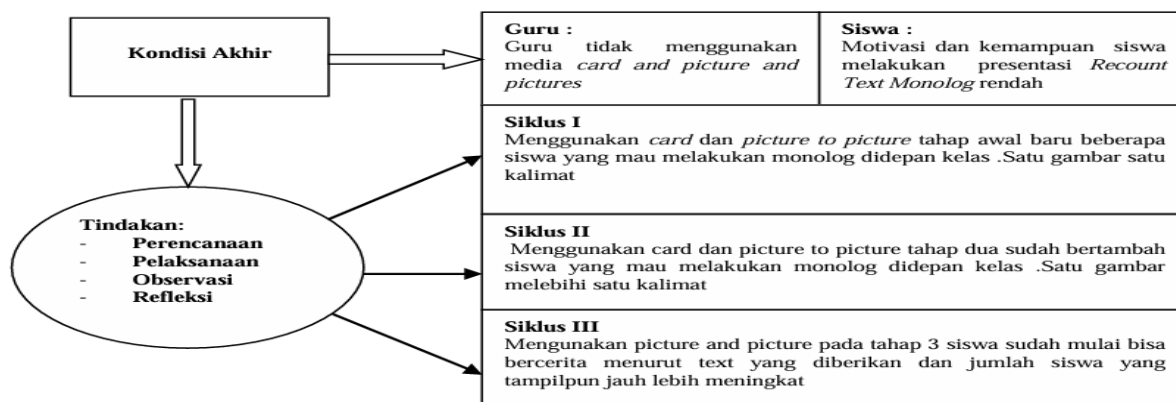 Kondisi Akhir
Guru :
Guru tidak menggunakan
media card and picture and
pictures
Siswa :
Motivasi dan kemampuan siswa
melakukan presentasi Recount
Text Monolog rendah
Siklus I
Menggunakan card dan picture to picture tahap awal baru beberapa
siswa yang mau melakukan monolog didepan kelas .Satu gambar satu
kalimat
Tindakan:
- Perencanaan
- Pelaksanaan
- Observasi
- Refleksi
Siklus II
Menggunakan card dan picture to picture tahap dua sudah bertambah
siswa yang mau melakukan monolog didepan kelas .Satu gambar
melebihi satu kalimat
Siklus III
Mengunakan picture and picture pada tahap 3 siswa sudah mulai bisa
bercerita menurut text yang diberikan dan jumlah siswa yang
tampilpun jauh lebih meningkat